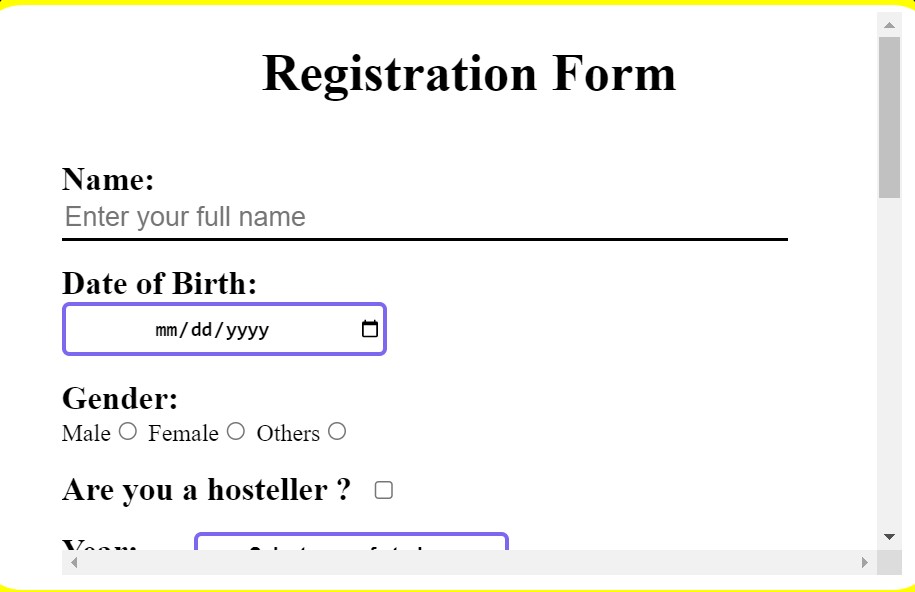 Registration Form
Name:
Enter your full name
Date of Birth:
mm/dd/yyyy
Gender:
Male Female Others
Are you a hosteller ?
Year: